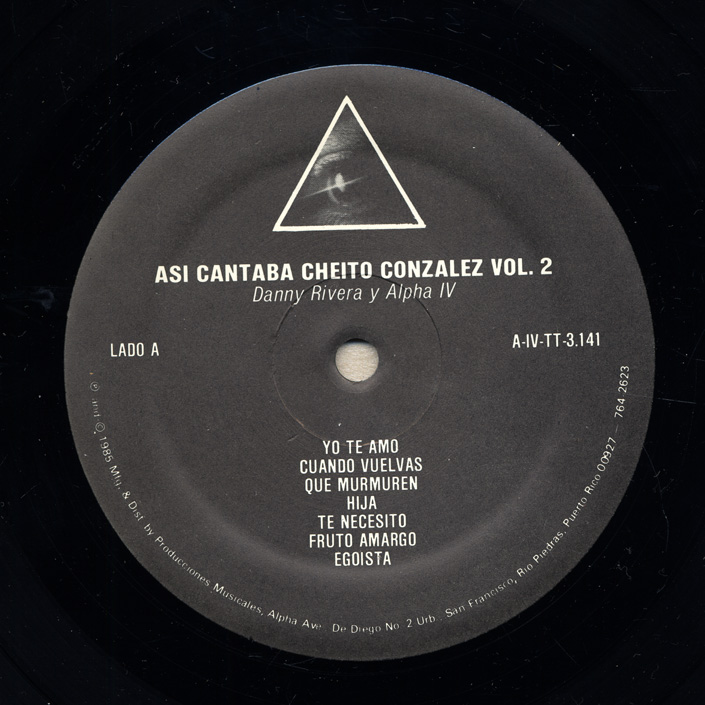 ASI CANTABA CHEITO CONZALEZ VOL. 2
Danny Rivera y Alpha IV
LADO A
A-IV-TT-3.141
YO TE AMO
CUANDO VUELVAS
QUE MURMUREN
HIJA
TE NECESITO
FRUTO AMARGO
EGOISTA
℗ and © 1985 Mfg. & Dist. by Producciones Musicales, Alpha Ave. De Diego No. 2 Urb. San Francisco, Rio Piedras, Puerto Rico 00927 — 764 2623